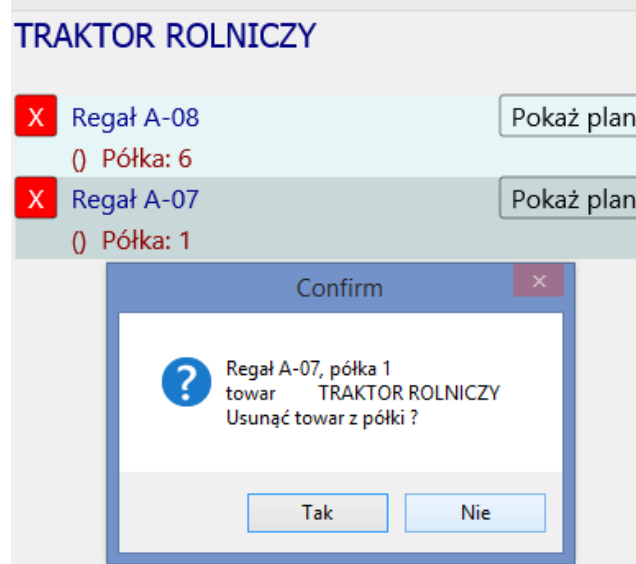 TRAKTOR ROLNICZY
X Regał A-08 Pokaż plan
() Półka: 6
X Regał A-07 Pokaż plan
() Półka: 1
Confirm ×
? Regał A-07, półka 1
towar TRAKTOR ROLNICZY
Usunąć towar z półki ?
Tak Nie